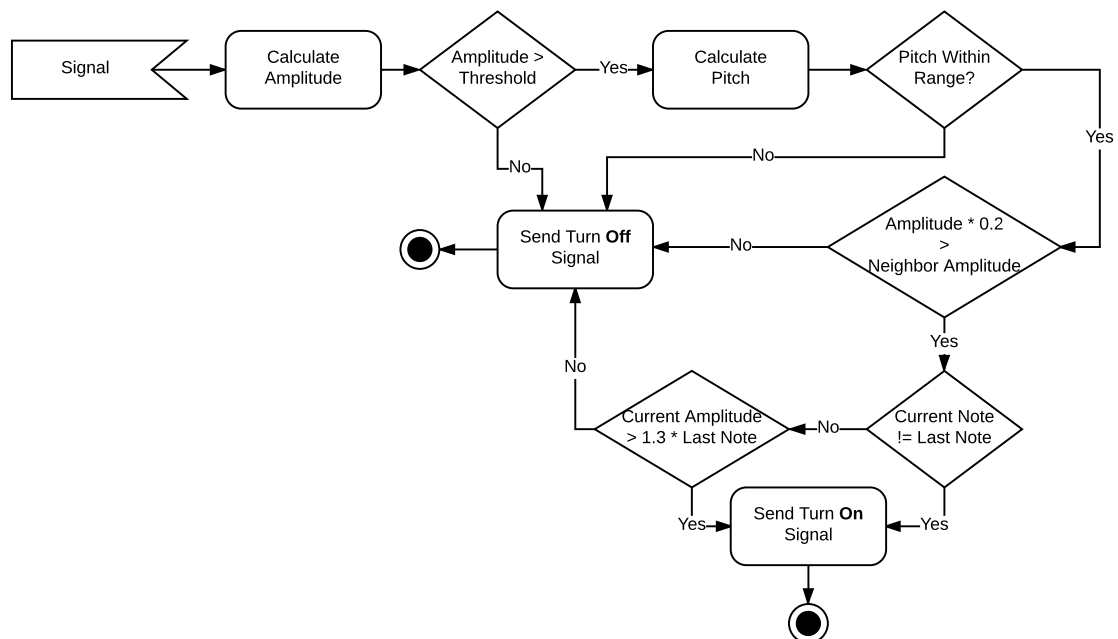 Signal
Calculate
Amplitude
Amplitude >
Threshold
Yes
Calculate
Pitch
Pitch Within
Range?
Yes
No
No
Send Turn Off
Signal
No
Amplitude * 0.2
>
Neighbor Amplitude
Yes
No
Current Amplitude
> 1.3 * Last Note
No
Current Note
!= Last Note
Yes
Send Turn On
Signal
Yes